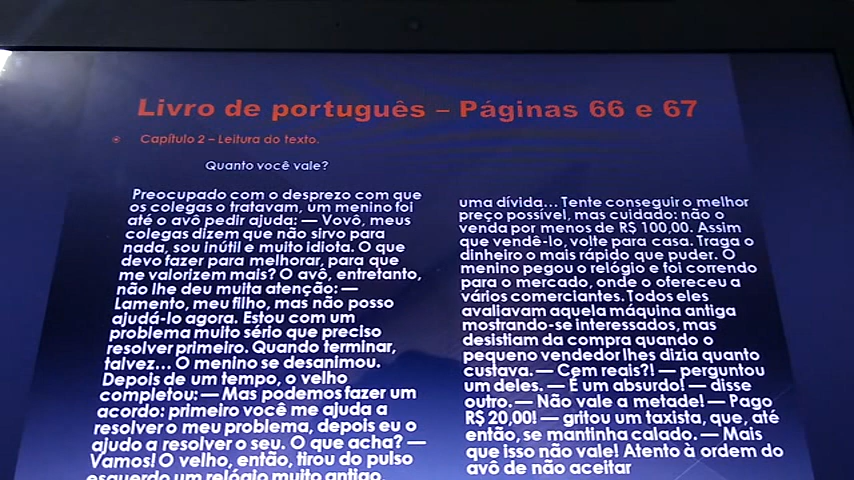 Livro de português – Páginas 66 e 67
Capítulo 2 – Leitura do texto.
Quanto você vale?
Preocupado com o desprezo com que
os colegas o tratavam, um menino foi
até o avô pedir ajuda: — Vovô, meus
colegas dizem que não sirvo para
nada, sou inútil e muito idiota. O que
devo fazer para melhorar, para que
me valorizem mais? O avô, entretanto,
não lhe deu muita atenção: —
Lamento, meu filho, mas não posso
ajudá-lo agora. Estou com um
problema muito sério que preciso
resolver primeiro. Quando terminar,
talvez... O menino se desanimou.
Depois de um tempo, o velho
completou: — Mas podemos fazer um
acordo: primeiro você me ajuda a
resolver o meu problema, depois eu o
ajudo a resolver o seu. O que acha? —
Vamos! O velho, então, tirou do pulso
esquerdo um relógio muito antigo
uma dívida... Tente conseguir o melhor
preço possível, mas cuidado: não o
venda por menos de R$ 100,00. Assim
que vendê-lo, volte para casa. Traga o
dinheiro o mais rápido que puder. O
menino pegou o relógio e foi correndo
para o mercado, onde o ofereceu a
vários comerciantes. Todos eles
avaliavam aquela máquina antiga
mostrando-se interessados, mas
desistiam da compra quando o
pequeno vendedor lhes dizia quanto
custava. — Cem reais?! — perguntou
um deles. — É um absurdo! — disse
outro. — Não vale a metade! — Pago
R$ 20,00! — gritou um taxista, que, até
então, se mantinha calado. — Mais
que isso não vale! Atento à ordem do
avô de não aceitar